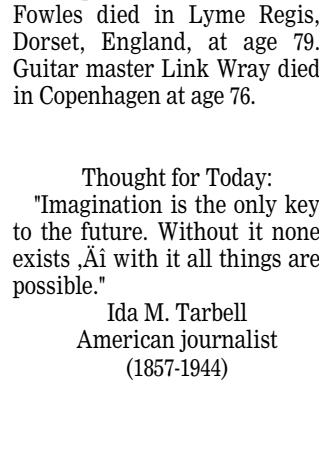 Fowles died in Lyme Regis,
Dorset, England, at age 79.
Guitar master Link Wray died
in Copenhagen at age 76.
Thought for Today:
"Imagination is the only key
to the future. Without it none
exists ‚Äî with it all things are
possible."
Ida M. Tarbell
American journalist
(1857-1944)